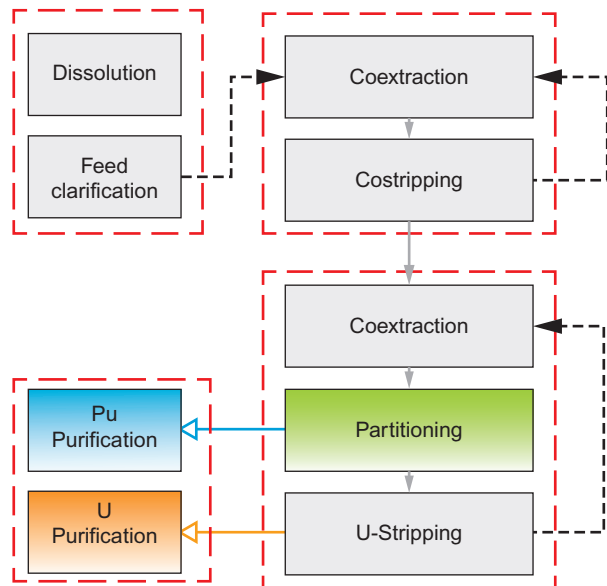 Dissolution
Feed
clarification
Coextraction
Costripping
Coextraction
Partitioning
U-Stripping
Pu
Purification
U
Purification